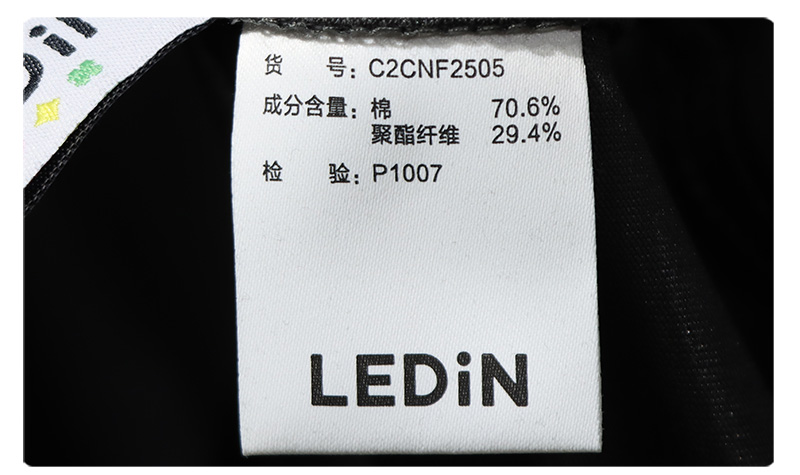 货 号：C2CNF2505
成分含量：棉 70.6%
聚酯纤维 29.4%
检 验：P1007
LEDiN